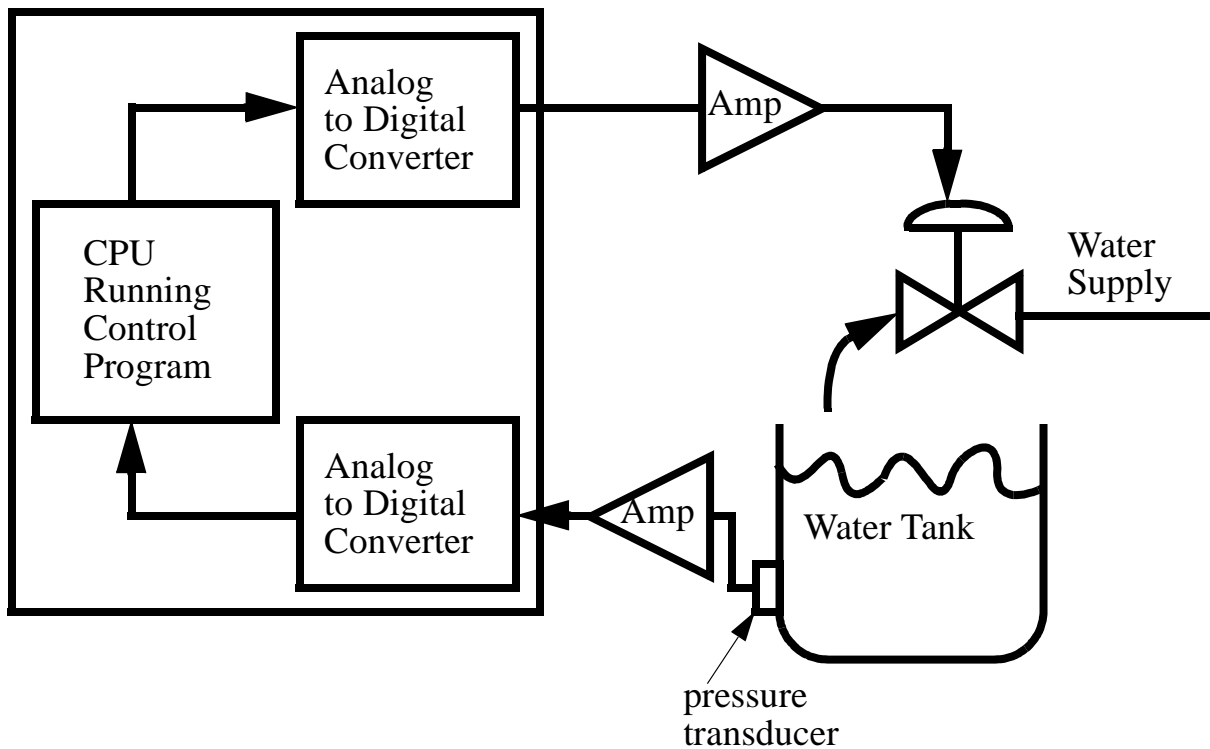 Analog
to Digital
Converter
Amp
CPU
Running
Control
Program
Water
Supply
Analog
to Digital
Converter
Amp
Water Tank
pressure
transducer